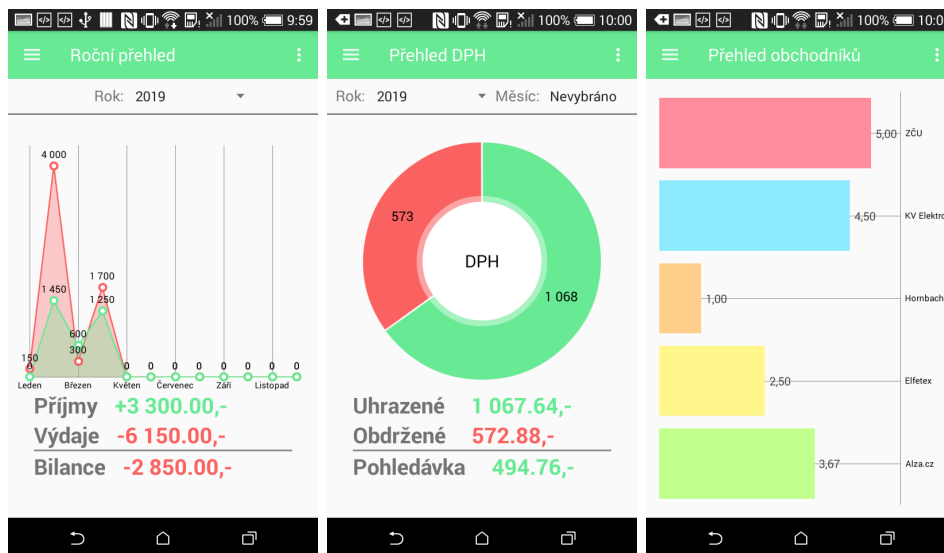 100% 9:59
Roční přehled
Rok: 2019
4 000
1 700
1 450
1 250
600
300
150
0
0 0 0 0 0 0 0 0
Leden Březen Květen Červenec Září Listopad
Příjmy +3 300.00,-
Výdaje -6 150.00,-
Bilance -2 850.00,-
100% 10:00
Přehled DPH
Rok: 2019 Měsíc: Nevybráno
573
DPH
1 068
Uhrazené 1 067.64,-
Obdržené 572.88,-
Pohledávka 494.76,-
100% 10:0
Přehled obchodníků
5,00 ZČU
4,50 KV Elektro
1,00 Hornbach
2,50 Elfetex
3,67 Alza.cz